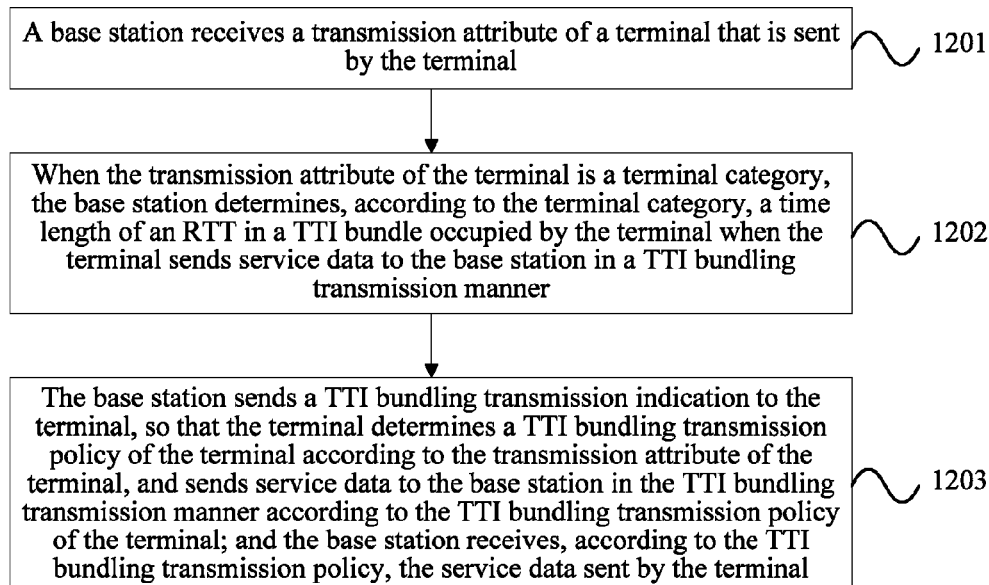 A base station receives a transmission attribute of a terminal that is sent
by the terminal
1201
When the transmission attribute of the terminal is a terminal category,
the base station determines, according to the terminal category, a time
length of an RTT in a TTI bundle occupied by the terminal when the
terminal sends service data to the base station in a TTI bundling
transmission manner
1202
The base station sends a TTI bundling transmission indication to the
terminal, so that the terminal determines a TTI bundling transmission
policy of the terminal according to the transmission attribute of the
terminal, and sends service data to the base station in the TTI bundling
transmission manner according to the TTI bundling transmission policy
of the terminal; and the base station receives, according to the TTI
bundling transmission policy, the service data sent by the terminal
1203